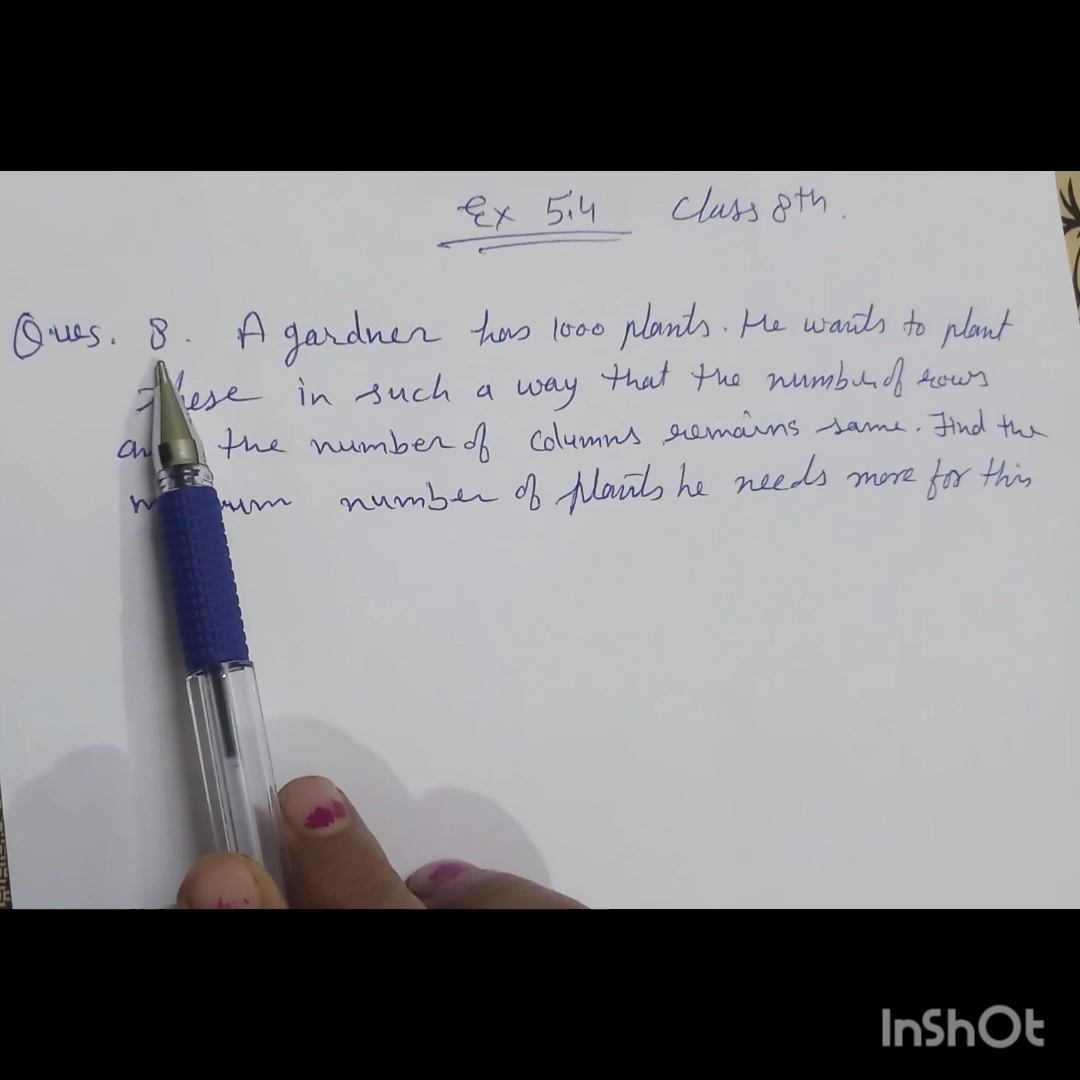 Ex 5.4 Class 8th.
Ques. 8. A gardner has 1000 plants. He wants to plant
in such a way that the number of rows
the number of columns remains same. Find the
number of plants he needs more for this
InShOt